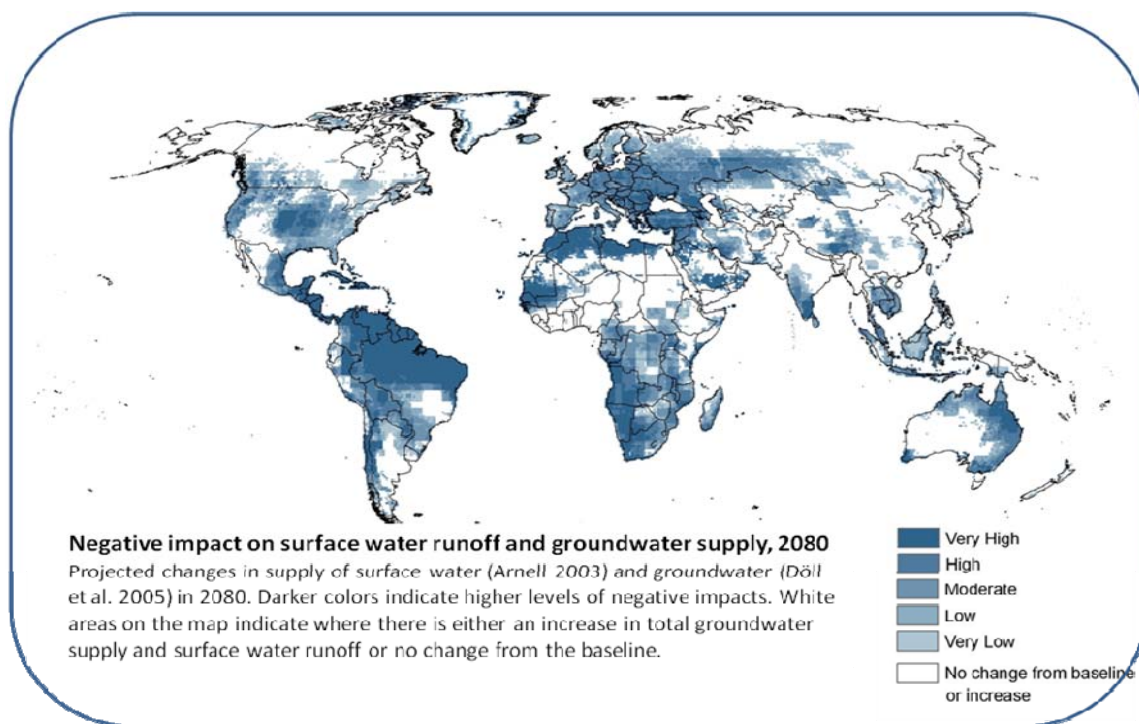 Negative impact on surface water runoff and groundwater supply, 2080
Projected changes in supply of surface water (Arnell 2003) and groundwater (Döll
et al. 2005) in 2080. Darker colors indicate higher levels of negative impacts. White
areas on the map indicate where there is either an increase in total groundwater
supply and surface water runoff or no change from the baseline.
Very High
High
Moderate
Low
Very Low
No change from baseline
or increase